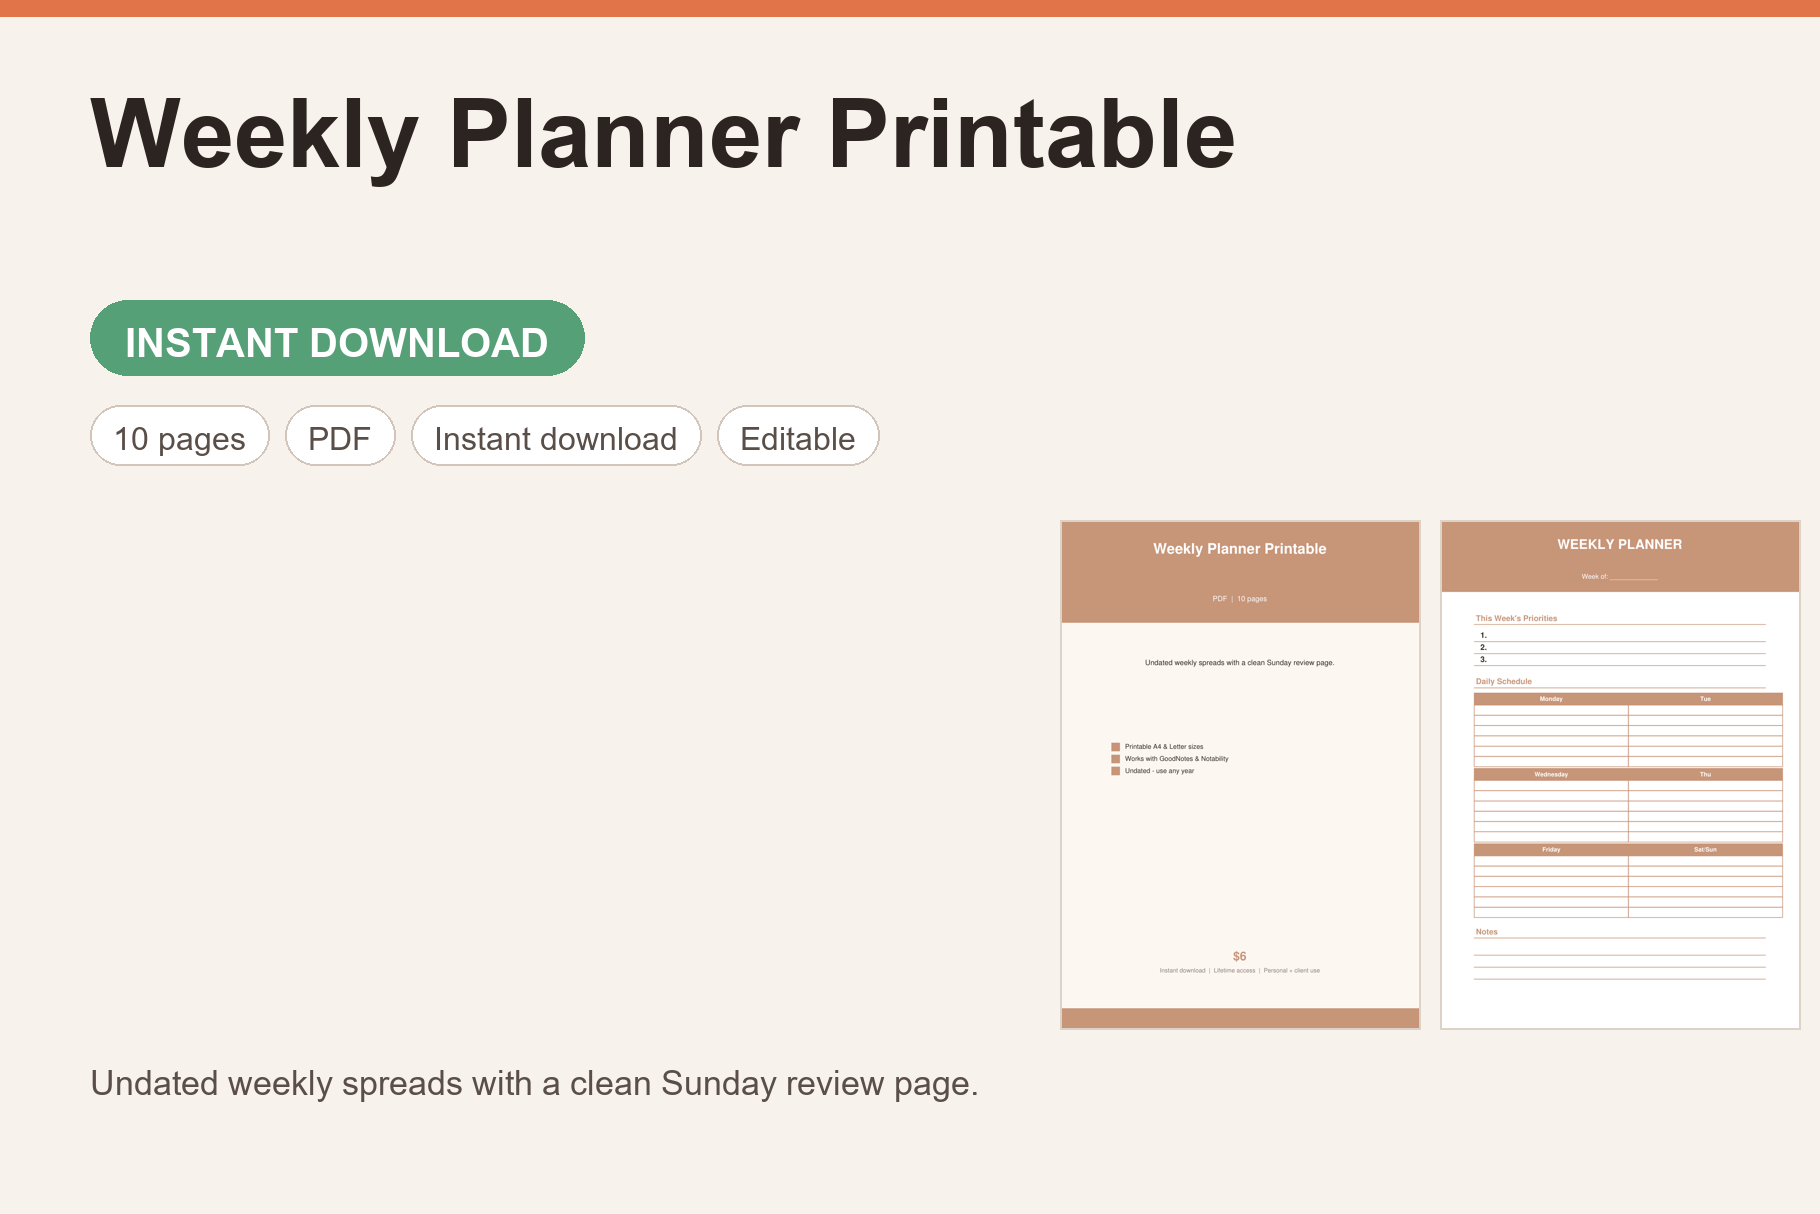 Weekly Planner Printable
INSTANT DOWNLOAD
10 pages
PDF
Instant download
Editable
Weekly Planner Printable
PDF | 10 pages
Undated weekly spreads with a clean Sunday review page.
Printable A4 & Letter sizes
Works with GoodNotes & Notability
Undated - use any year
$6
Instant download | Lifetime access | Personal + client use
WEEKLY PLANNER
Week of: ______________
This Week's Priorities
1.
2.
3.
Daily Schedule
Monday Tue
Wednesday Thu
Friday Sat/Sun
Notes
Undated weekly spreads with a clean Sunday review page.